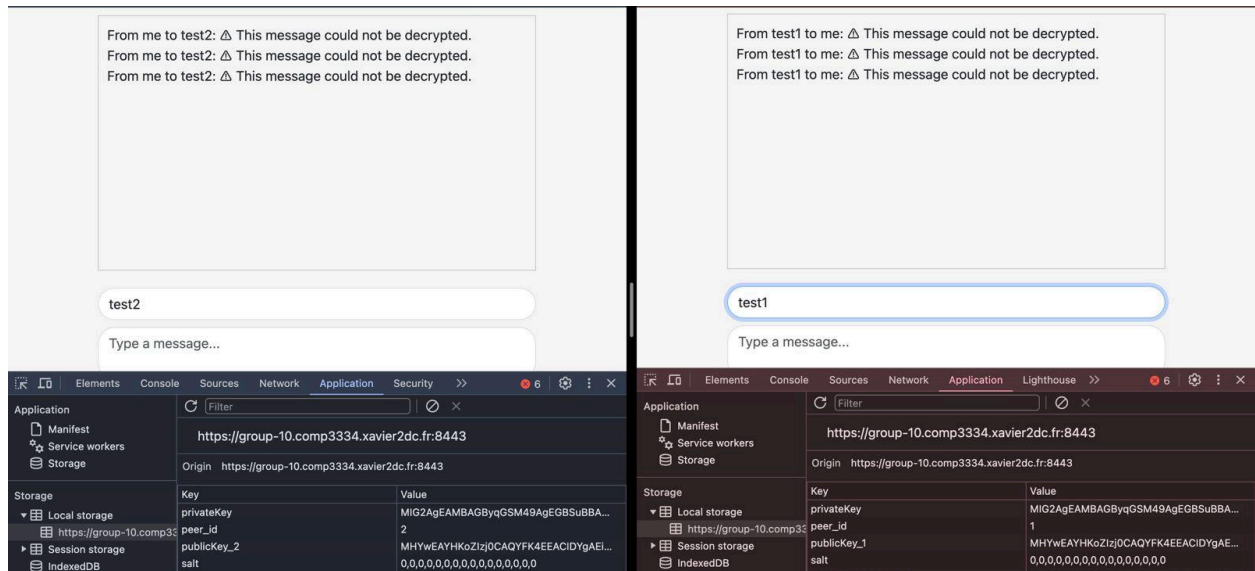 From me to test2: ⚠ This message could not be decrypted.
From me to test2: ⚠ This message could not be decrypted.
From me to test2: ⚠ This message could not be decrypted.
test2
Type a message...
Elements Console Sources Network Application Security >> 6
Application
Manifest
Service workers
Storage
Storage
Local storage
https://group-10.comp33
Session storage
IndexedDB
Filter
https://group-10.comp3334.xavier2dc.fr:8443
Origin https://group-10.comp3334.xavier2dc.fr:8443
Key Value
privateKey MIG2AgEAMBAGByqGSM49AgEGBSuBBA...
peer_id 2
publicKey_2 MHYwEAYHKoZIzj0CAQYFK4EEACIDYgAEi...
salt 0,0,0,0,0,0,0,0,0,0,0,0,0,0,0,0
From test1 to me: ⚠ This message could not be decrypted.
From test1 to me: ⚠ This message could not be decrypted.
From test1 to me: ⚠ This message could not be decrypted.
test1
Type a message...
Elements Console Sources Network Application Lighthouse >> 6
Application
Manifest
Service workers
Storage
Storage
Local storage
https://group-10.comp33
Session storage
IndexedDB
Filter
https://group-10.comp3334.xavier2dc.fr:8443
Origin https://group-10.comp3334.xavier2dc.fr:8443
Key Value
privateKey MIG2AgEAMBAGByqGSM49AgEGBSuBBA...
peer_id 1
publicKey_1 MHYwEAYHKoZIzj0CAQYFK4EEACIDYgAE...
salt 0,0,0,0,0,0,0,0,0,0,0,0,0,0,0,0